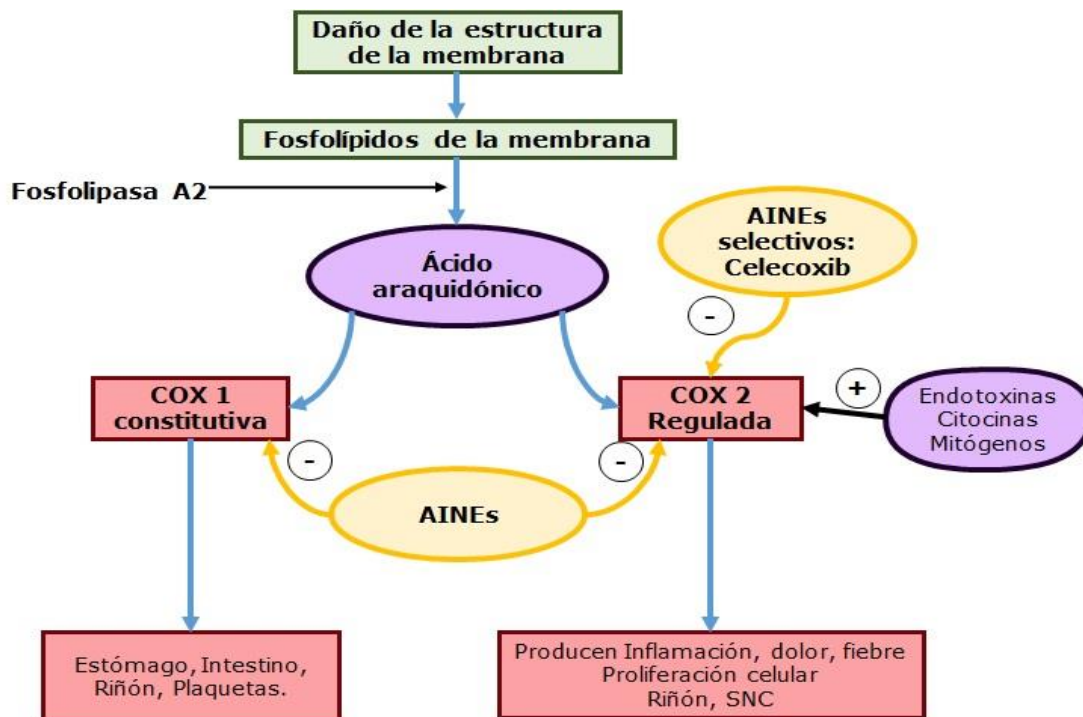 Daño de la estructura
de la membrana
Fosfolípidos de la membrana
Fosfolipasa A2
AINEs
selectivos:
Celecoxib
Ácido
araquidónico
-
COX 1
constitutiva
COX 2
Regulada
+
Endotoxinas
Citocinas
Mitógenos
-
-
AINEs
Estómago, Intestino,
Riñón, Plaquetas.
Producen Inflamación, dolor, fiebre
Proliferación celular
Riñón, SNC